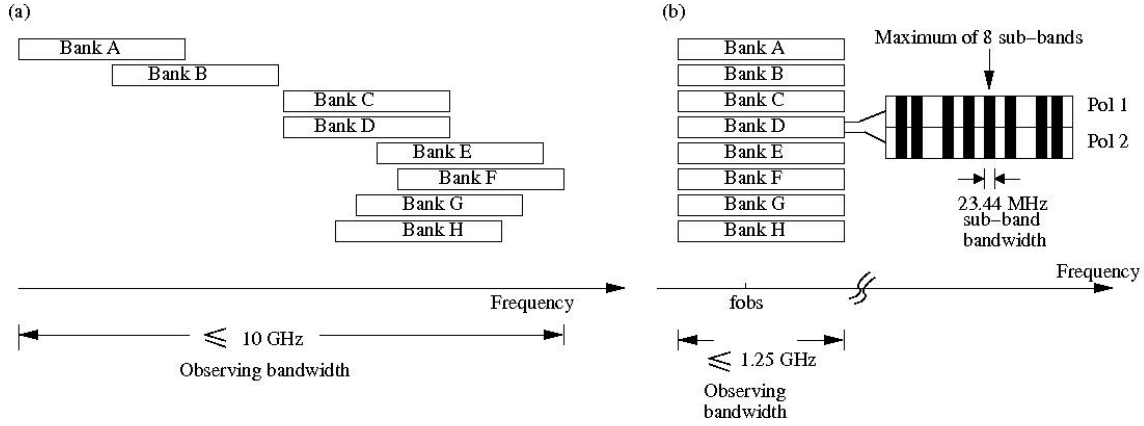 (a)
Bank A
Bank B
Bank C
Bank D
Bank E
Bank F
Bank G
Bank H
Frequency
≤ 10 GHz
Observing bandwidth
(b)
Bank A
Bank B
Bank C
Bank D
Bank E
Bank F
Bank G
Bank H
Maximum of 8 sub-bands
Pol 1
Pol 2
23.44 MHz
sub-band
bandwidth
Frequency
fobs
≤ 1.25 GHz
Observing
bandwidth